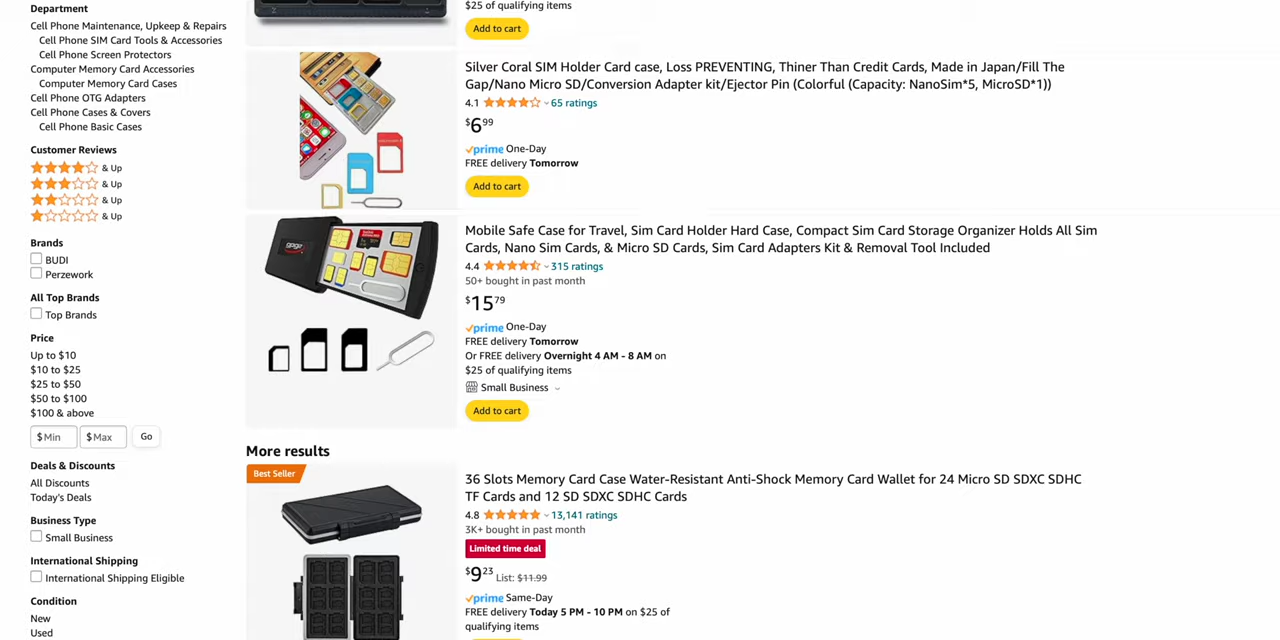 Department
Cell Phone Maintenance, Upkeep & Repairs
Cell Phone SIM Card Tools & Accessories
Cell Phone Screen Protectors
Computer Memory Card Accessories
Computer Memory Card Cases
Cell Phone OTG Adapters
Cell Phone Cases & Covers
Cell Phone Basic Cases
Customer Reviews
& Up
& Up
& Up
& Up
Brands
BUDI
Perzework
All Top Brands
Top Brands
Price
Up to $10
$10 to $25
$25 to $50
$50 to $100
$100 & above
$ Min
$ Max
Go
Deals & Discounts
All Discounts
Today's Deals
Business Type
Small Business
International Shipping
International Shipping Eligible
Condition
New
Used
$25 of qualifying items
Add to cart
Silver Coral SIM Holder Card case, Loss PREVENTING, Thiner Than Credit Cards, Made in Japan/Fill The
Gap/Nano Micro SD/Conversion Adapter kit/Ejector Pin (Colorful (Capacity: NanoSim*5, MicroSD*1))
4.1 65 ratings
$6 99
prime One-Day
FREE delivery Tomorrow
Add to cart
Mobile Safe Case for Travel, Sim Card Holder Hard Case, Compact Sim Card Storage Organizer Holds All Sim
Cards, Nano Sim Cards, & Micro SD Cards, Sim Card Adapters Kit & Removal Tool Included
4.4 315 ratings
50+ bought in past month
$15 79
prime One-Day
FREE delivery Tomorrow
Or FREE delivery Overnight 4 AM - 8 AM on
$25 of qualifying items
Small Business
Add to cart
More results
Best Seller
36 Slots Memory Card Case Water-Resistant Anti-Shock Memory Card Wallet for 24 Micro SD SDXC SDHC
TF Cards and 12 SD SDXC SDHC Cards
4.8 13,141 ratings
3K+ bought in past month
Limited time deal
$9 23 List: $11.99
prime Same-Day
FREE delivery Today 5 PM - 10 PM on $25 of
qualifying items